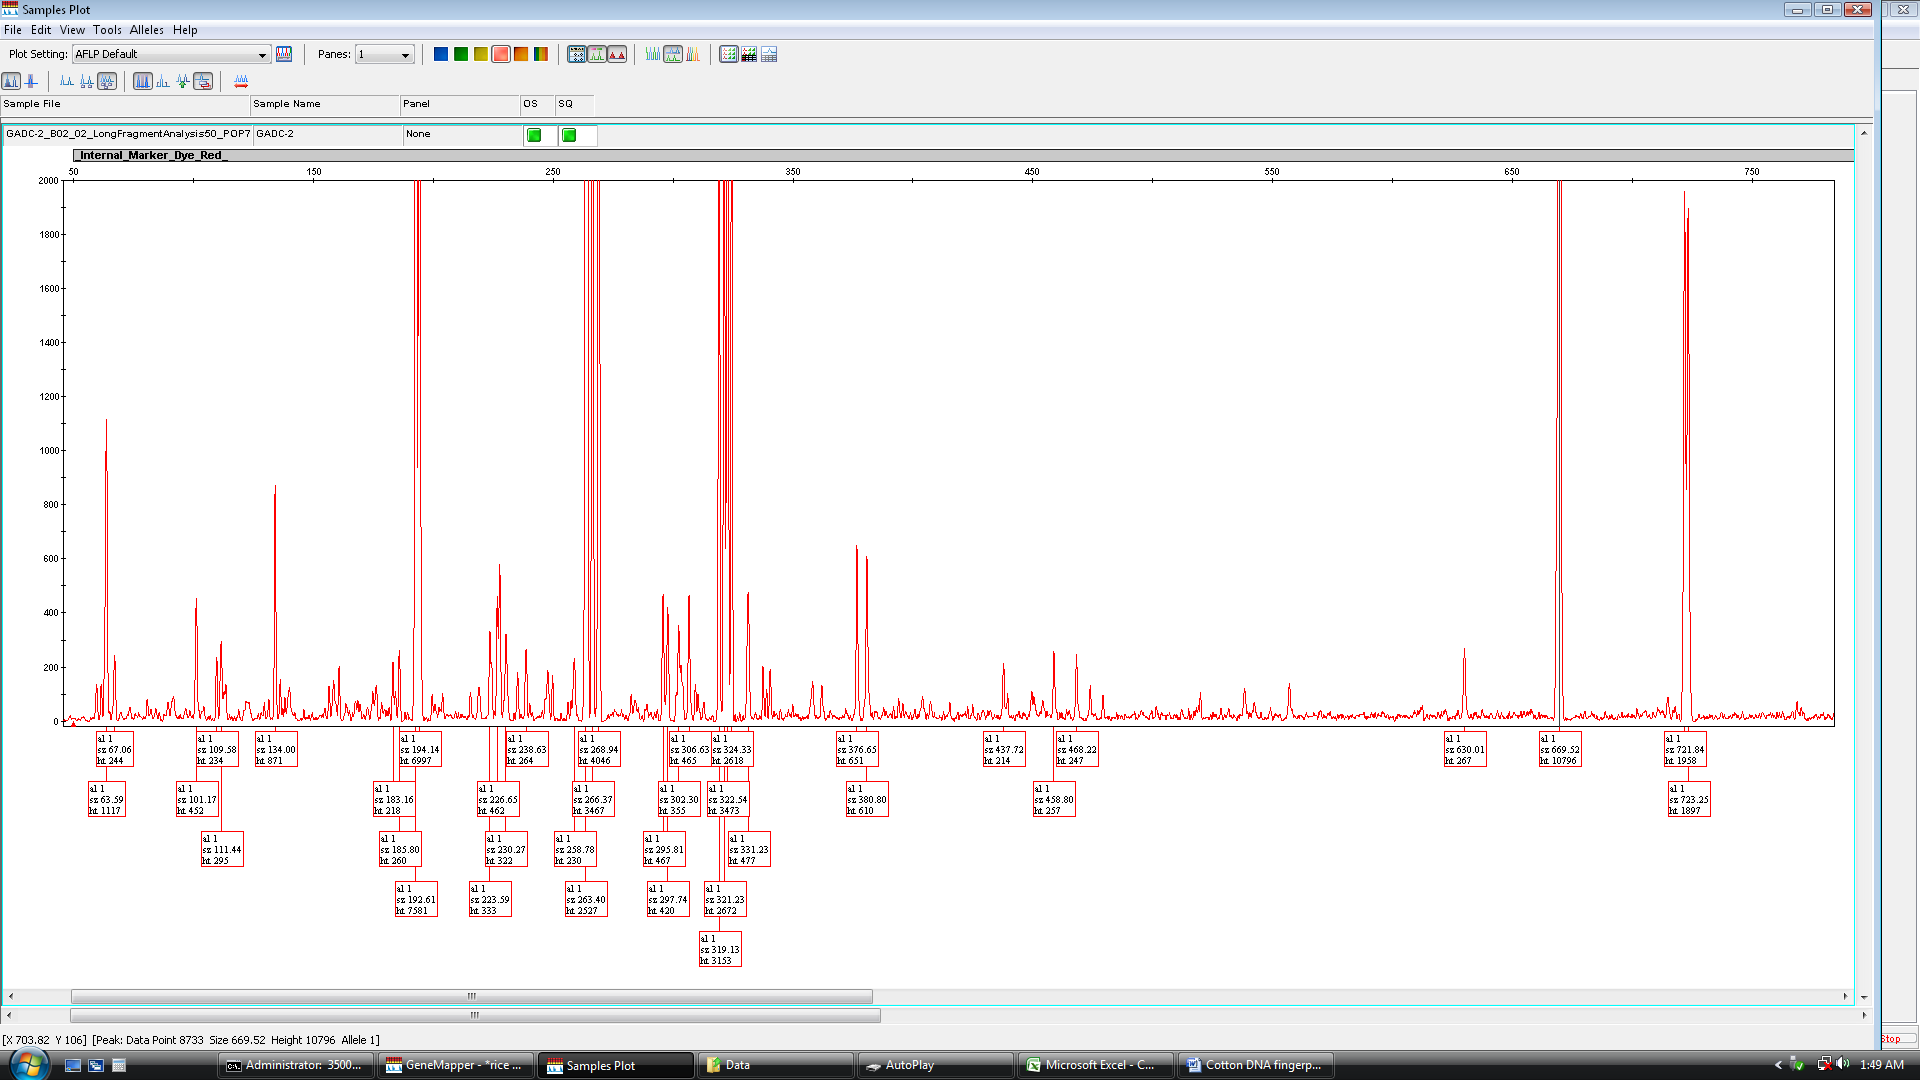 Samples Plot
File Edit View Tools Alleles Help
Plot Setting: AFLP Default Panes: 1
Sample File Sample Name Panel OS SQ
GADC-2_B02_02_LongFragmentAnalysis50_POP7 GADC-2 None
_Internal_Marker_Dye_Red_
50 150 250 350 450 550 650 750
2000
1800
1600
1400
1200
1000
800
600
400
200
0
al 1 al 1 al 1 al 1 al 1 al 1 al 1 al 1 al 1 al 1 al 1 al 1 al 1 al 1
sz 67.06 sz 109.58 sz 134.00 sz 194.14 sz 238.63 sz 268.94 sz 306.63 sz 324.33 sz 376.65 sz 437.72 sz 468.22 sz 630.01 sz 669.52 sz 721.84
ht 244 ht 234 ht 871 ht 6997 ht 264 ht 4046 ht 465 ht 2618 ht 651 ht 214 ht 247 ht 267 ht 10796 ht 1958
al 1 al 1 al 1 al 1 al 1 al 1 al 1 al 1 al 1 al 1
sz 63.59 sz 101.17 sz 183.16 sz 226.65 sz 266.37 sz 302.30 sz 322.54 sz 380.80 sz 458.80 sz 723.25
ht 1117 ht 452 ht 218 ht 462 ht 3467 ht 355 ht 3473 ht 610 ht 257 ht 1897
al 1 al 1 al 1 al 1 al 1 al 1
sz 111.44 sz 185.80 sz 230.27 sz 258.78 sz 295.81 sz 331.23
ht 295 ht 260 ht 322 ht 230 ht 467 ht 477
al 1 al 1 al 1 al 1 al 1
sz 192.61 sz 223.59 sz 263.40 sz 297.74 sz 321.23
ht 7581 ht 333 ht 2527 ht 420 ht 2672
al 1
sz 319.13
ht 3153
[X 703.82 Y 106] [Peak: Data Point 8733 Size 669.52 Height 10796 Allele 1]
Stop
Administrator: 3500... GeneMapper - *rice ... Samples Plot Data AutoPlay Microsoft Excel - C... Cotton DNA fingerp... 1:49 AM